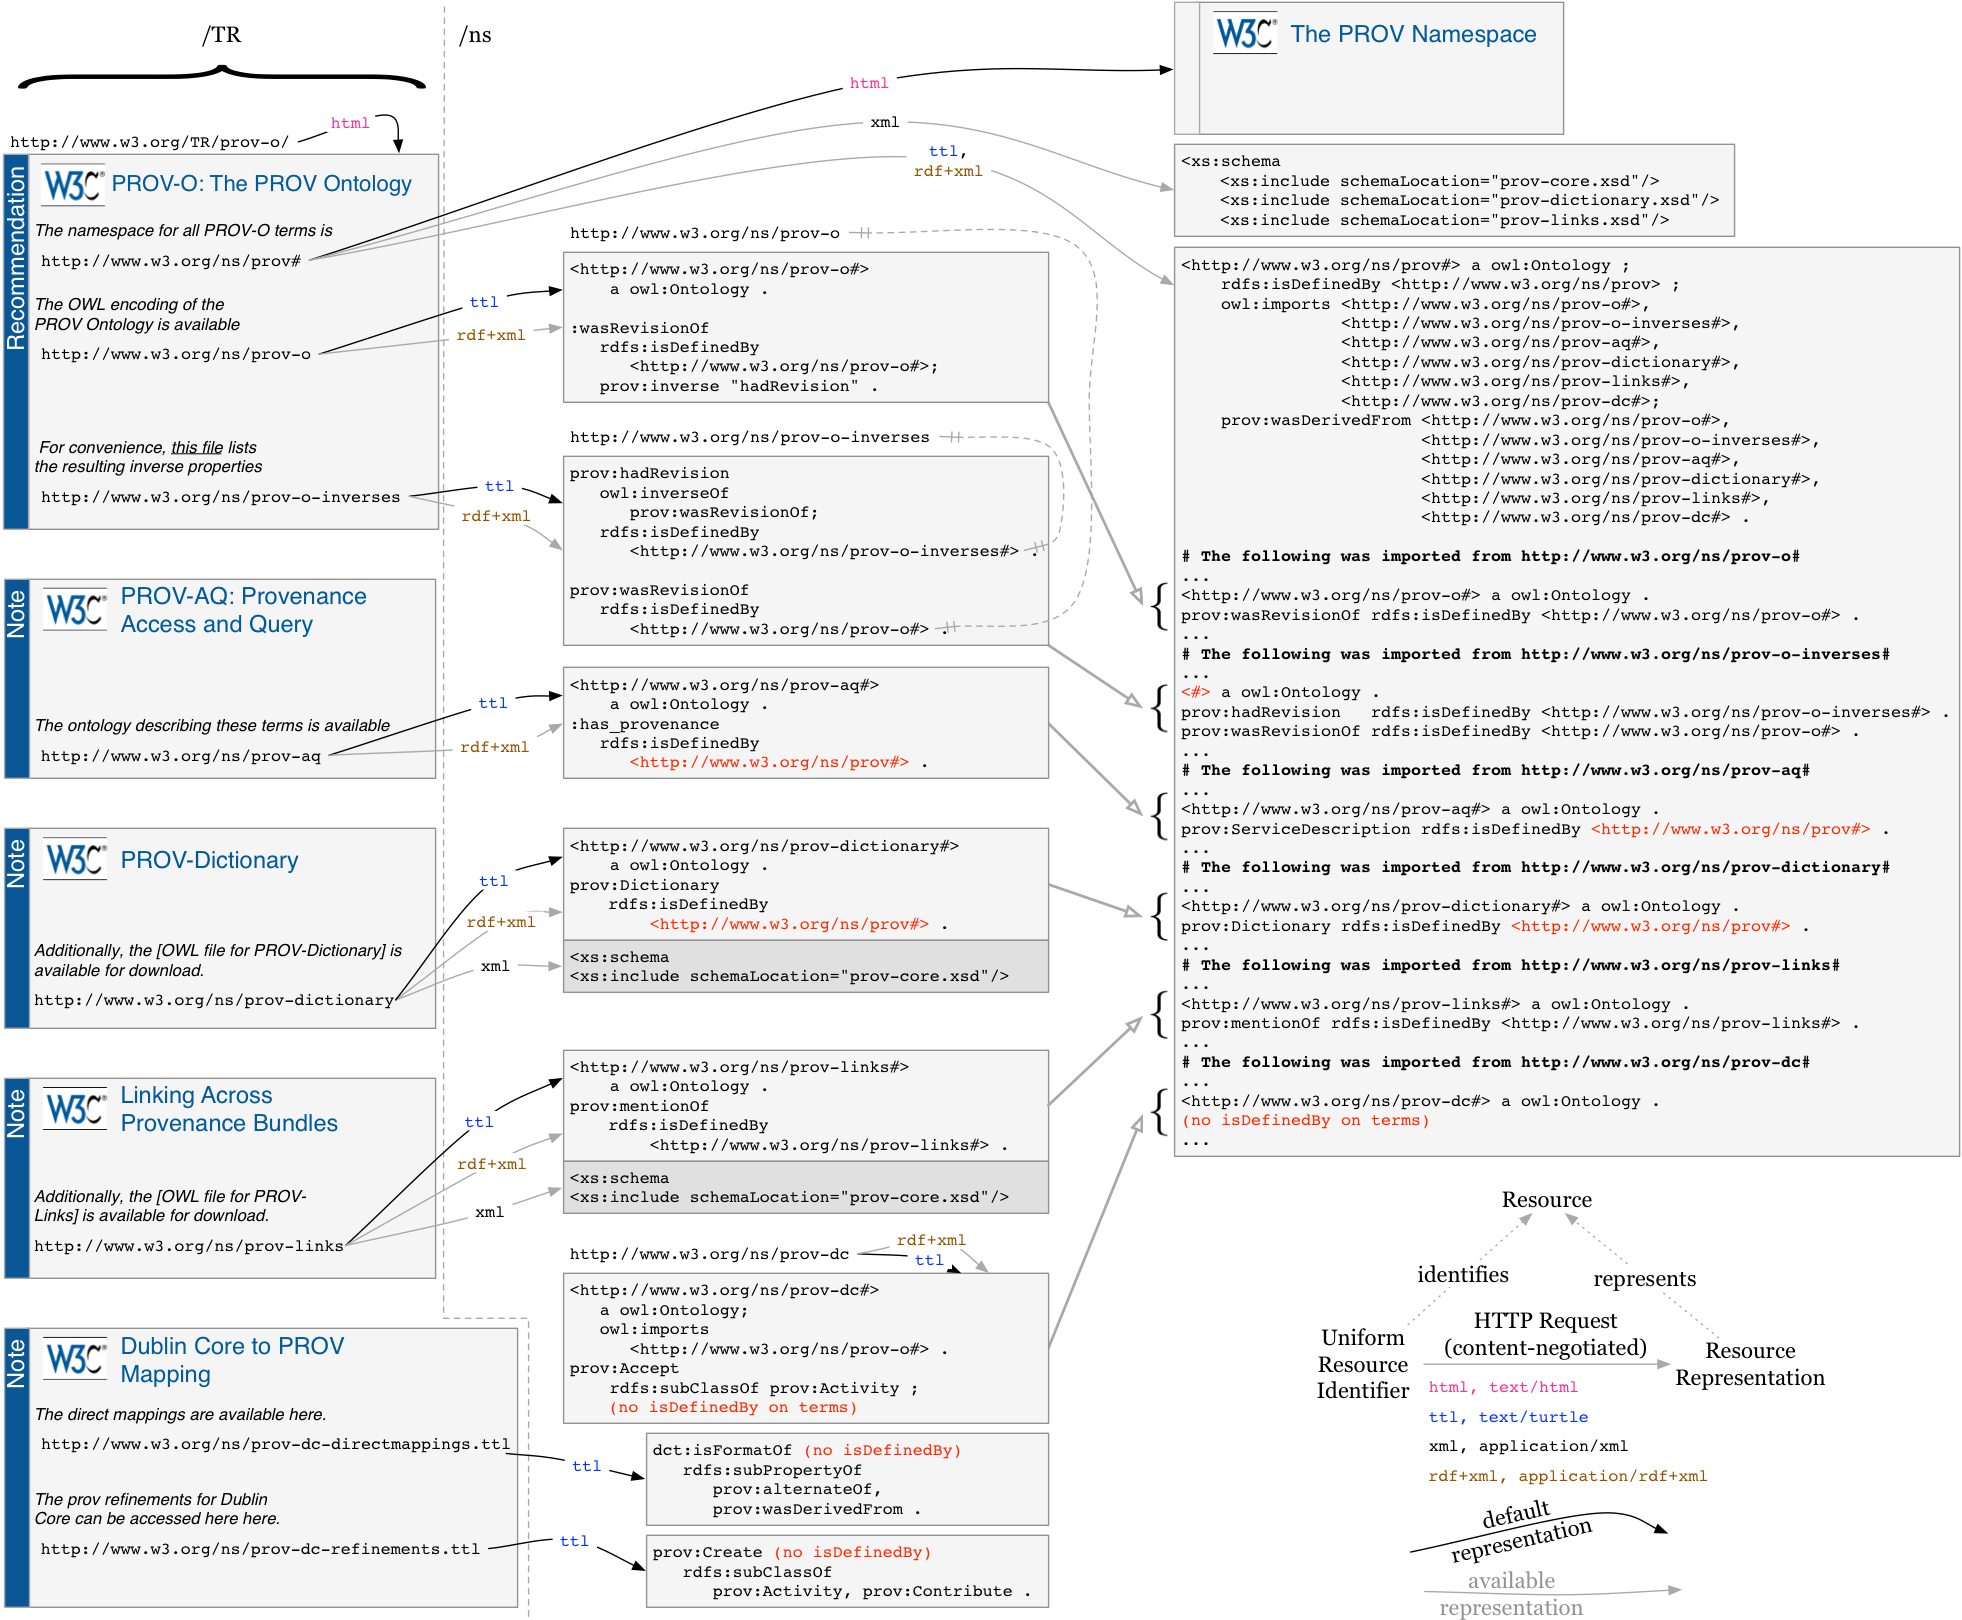 /TR
/ns
http://www.w3.org/TR/prov-o/
html
Recommendation
W3C®
PROV-O: The PROV Ontology
The namespace for all PROV-O terms is
http://www.w3.org/ns/prov#
The OWL encoding of the
PROV Ontology is available
http://www.w3.org/ns/prov-o
For convenience, this file lists
the resulting inverse properties
http://www.w3.org/ns/prov-o-inverses
Note
W3C®
PROV-AQ: Provenance
Access and Query
The ontology describing these terms is available
http://www.w3.org/ns/prov-aq
Note
W3C®
PROV-Dictionary
Additionally, the [OWL file for PROV-Dictionary] is
available for download.
http://www.w3.org/ns/prov-dictionary
Note
W3C®
Linking Across
Provenance Bundles
Additionally, the [OWL file for PROV-
Links] is available for download.
http://www.w3.org/ns/prov-links
Note
W3C®
Dublin Core to PROV
Mapping
The direct mappings are available here.
http://www.w3.org/ns/prov-dc-directmappings.ttl
The prov refinements for Dublin
Core can be accessed here here.
http://www.w3.org/ns/prov-dc-refinements.ttl
html
xml
ttl,
rdf+xml
ttl
rdf+xml
ttl
rdf+xml
ttl
rdf+xml
ttl
rdf+xml
xml
ttl
rdf+xml
xml
ttl
ttl
http://www.w3.org/ns/prov-o
<http://www.w3.org/ns/prov-o#>
a owl:Ontology .
:wasRevisionOf
rdfs:isDefinedBy
<http://www.w3.org/ns/prov-o#>;
prov:inverse "hadRevision" .
http://www.w3.org/ns/prov-o-inverses
prov:hadRevision
owl:inverseOf
prov:wasRevisionOf;
rdfs:isDefinedBy
<http://www.w3.org/ns/prov-o-inverses#> .
prov:wasRevisionOf
rdfs:isDefinedBy
<http://www.w3.org/ns/prov-o#> .
<http://www.w3.org/ns/prov-aq#>
a owl:Ontology .
:has_provenance
rdfs:isDefinedBy
<http://www.w3.org/ns/prov#> .
<http://www.w3.org/ns/prov-dictionary#>
a owl:Ontology .
prov:Dictionary
rdfs:isDefinedBy
<http://www.w3.org/ns/prov#> .
<xs:schema
<xs:include schemaLocation="prov-core.xsd"/>
<http://www.w3.org/ns/prov-links#>
a owl:Ontology .
prov:mentionOf
rdfs:isDefinedBy
<http://www.w3.org/ns/prov-links#> .
<xs:schema
<xs:include schemaLocation="prov-core.xsd"/>
http://www.w3.org/ns/prov-dc
rdf+xml
ttl
<http://www.w3.org/ns/prov-dc#>
a owl:Ontology;
owl:imports
<http://www.w3.org/ns/prov-o#> .
prov:Accept
rdfs:subClassOf prov:Activity ;
(no isDefinedBy on terms)
dct:isFormatOf (no isDefinedBy)
rdfs:subPropertyOf
prov:alternateOf,
prov:wasDerivedFrom .
prov:Create (no isDefinedBy)
rdfs:subClassOf
prov:Activity, prov:Contribute .
W3C®
The PROV Namespace
<xs:schema
<xs:include schemaLocation="prov-core.xsd"/>
<xs:include schemaLocation="prov-dictionary.xsd"/>
<xs:include schemaLocation="prov-links.xsd"/>
<http://www.w3.org/ns/prov#> a owl:Ontology ;
rdfs:isDefinedBy <http://www.w3.org/ns/prov> ;
owl:imports <http://www.w3.org/ns/prov-o#>,
<http://www.w3.org/ns/prov-o-inverses#>,
<http://www.w3.org/ns/prov-aq#>,
<http://www.w3.org/ns/prov-dictionary#>,
<http://www.w3.org/ns/prov-links#>,
<http://www.w3.org/ns/prov-dc#>;
prov:wasDerivedFrom <http://www.w3.org/ns/prov-o#>,
<http://www.w3.org/ns/prov-o-inverses#>,
<http://www.w3.org/ns/prov-aq#>,
<http://www.w3.org/ns/prov-dictionary#>,
<http://www.w3.org/ns/prov-links#>,
<http://www.w3.org/ns/prov-dc#> .
# The following was imported from http://www.w3.org/ns/prov-o#
...
<http://www.w3.org/ns/prov-o#> a owl:Ontology .
prov:wasRevisionOf rdfs:isDefinedBy <http://www.w3.org/ns/prov-o#> .
...
# The following was imported from http://www.w3.org/ns/prov-o-inverses#
...
<#> a owl:Ontology .
prov:hadRevision rdfs:isDefinedBy <http://www.w3.org/ns/prov-o-inverses#> .
prov:wasRevisionOf rdfs:isDefinedBy <http://www.w3.org/ns/prov-o#> .
...
# The following was imported from http://www.w3.org/ns/prov-aq#
...
<http://www.w3.org/ns/prov-aq#> a owl:Ontology .
prov:ServiceDescription rdfs:isDefinedBy <http://www.w3.org/ns/prov#> .
...
# The following was imported from http://www.w3.org/ns/prov-dictionary#
...
<http://www.w3.org/ns/prov-dictionary#> a owl:Ontology .
prov:Dictionary rdfs:isDefinedBy <http://www.w3.org/ns/prov#> .
...
# The following was imported from http://www.w3.org/ns/prov-links#
...
<http://www.w3.org/ns/prov-links#> a owl:Ontology .
prov:mentionOf rdfs:isDefinedBy <http://www.w3.org/ns/prov-links#> .
...
# The following was imported from http://www.w3.org/ns/prov-dc#
...
<http://www.w3.org/ns/prov-dc#> a owl:Ontology .
(no isDefinedBy on terms)
...
Resource
identifies
represents
HTTP Request
(content-negotiated)
Uniform
Resource
Identifier
Resource
Representation
html, text/html
ttl, text/turtle
xml, application/xml
rdf+xml, application/rdf+xml
default
representation
available
representation